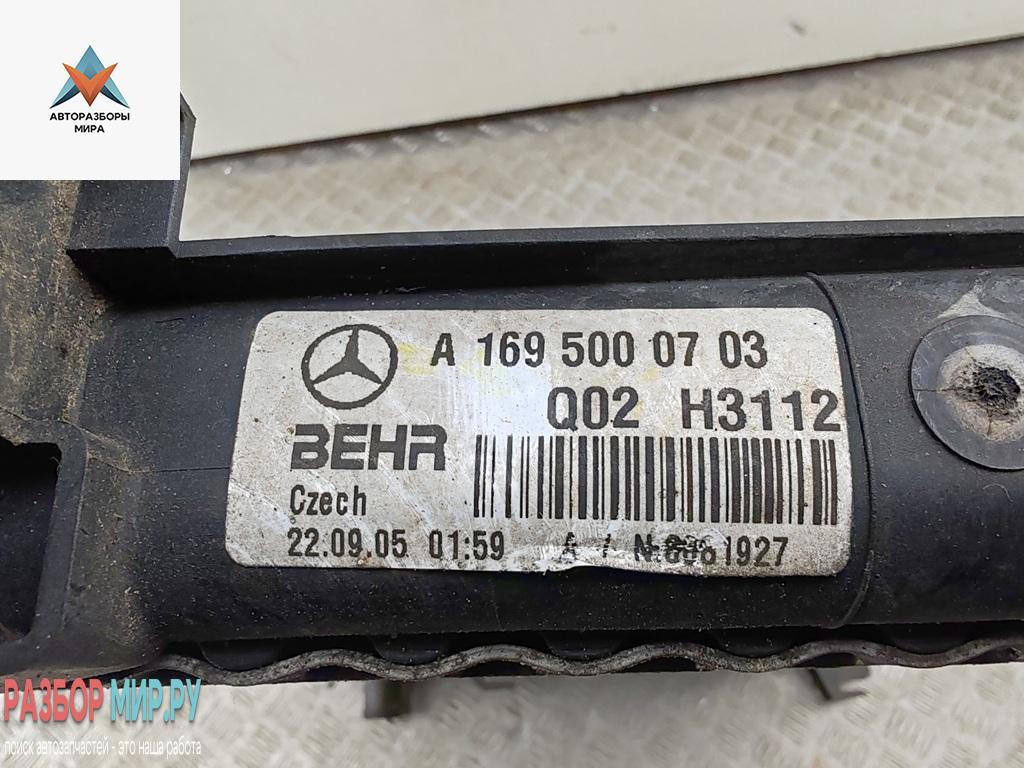 АВТОРАЗБОРЫ
МИРА
A 169 500 07 03
Q02 H3112
BEHR
Czech
22.09.05 01:59 A /
РАЗБОР МИР.РУ
поиск автозапчастей - это наша работа